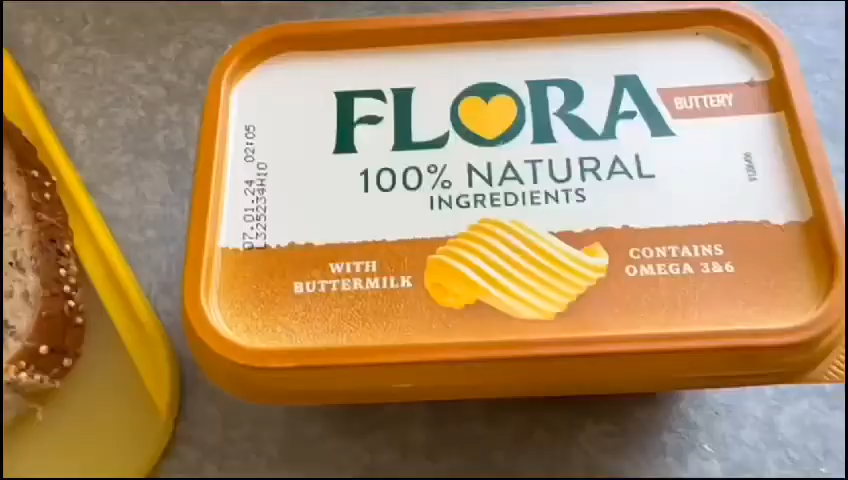 FLORA
BUTTERY
100% NATURAL
INGREDIENTS
WITH
BUTTERMILK
CONTAINS
OMEGA 3&6
07.01.24 02:05
L325234H10